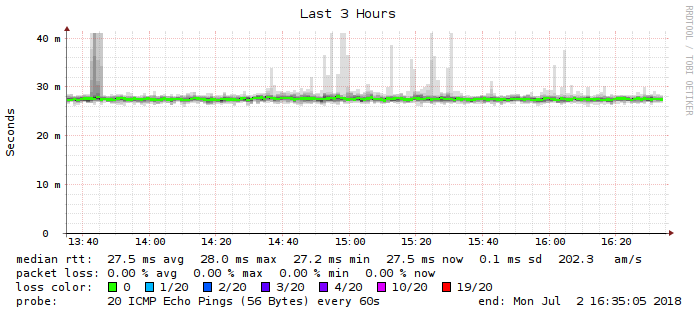 Last 3 Hours
RRDTOOL / TOBI OETIKER
Seconds
40 m
30 m
20 m
10 m
0
13:40 14:00 14:20 14:40 15:00 15:20 15:40 16:00 16:20
median rtt: 27.5 ms avg 28.0 ms max 27.2 ms min 27.5 ms now 0.1 ms sd 202.3 am/s
packet loss: 0.00 % avg 0.00 % max 0.00 % min 0.00 % now
loss color: 0 1/20 2/20 3/20 4/20 10/20 19/20
probe: 20 ICMP Echo Pings (56 Bytes) every 60s end: Mon Jul 2 16:35:05 2018